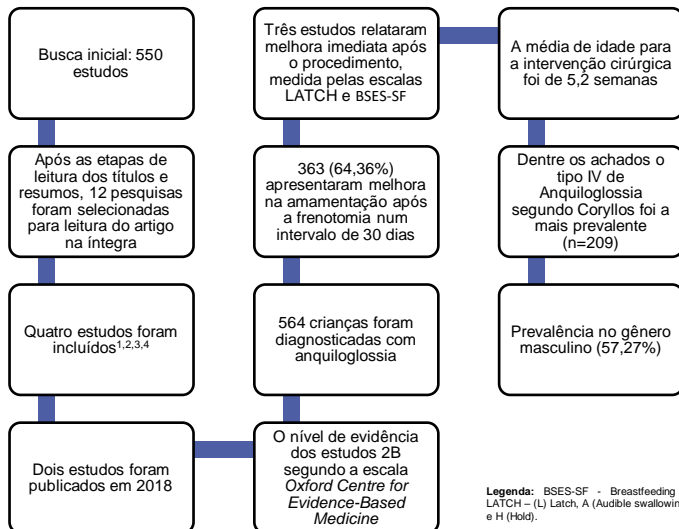 Busca inicial: 550
estudos
Após as etapas de
leitura dos títulos e
resumos, 12 pesquisas
foram selecionadas
para leitura do artigo
na íntegra
Quatro estudos foram
incluídos1,2,3,4
Dois estudos foram
publicados em 2018
O nível de evidência
dos estudos 2B
segundo a escala
Oxford Centre for
Evidence-Based
Medicine
564 crianças foram
diagnosticadas com
anquiloglossia
363 (64,36%)
apresentaram melhora
na amamentação após
a frenotomia num
intervalo de 30 dias
Três estudos relataram
melhora imediata após
o procedimento,
medida pelas escalas
LATCH e BSES-SF
A média de idade para
a intervenção cirúrgica
foi de 5,2 semanas
Dentre os achados o
tipo IV de
Anquiloglossia
segundo Coryllos foi a
mais prevalente
(n=209)
Prevalência no gênero
masculino (57,27%)
Legenda: BSES-SF - Breastfeeding
LATCH – (L) Latch, A (Audible
e H (Hold).